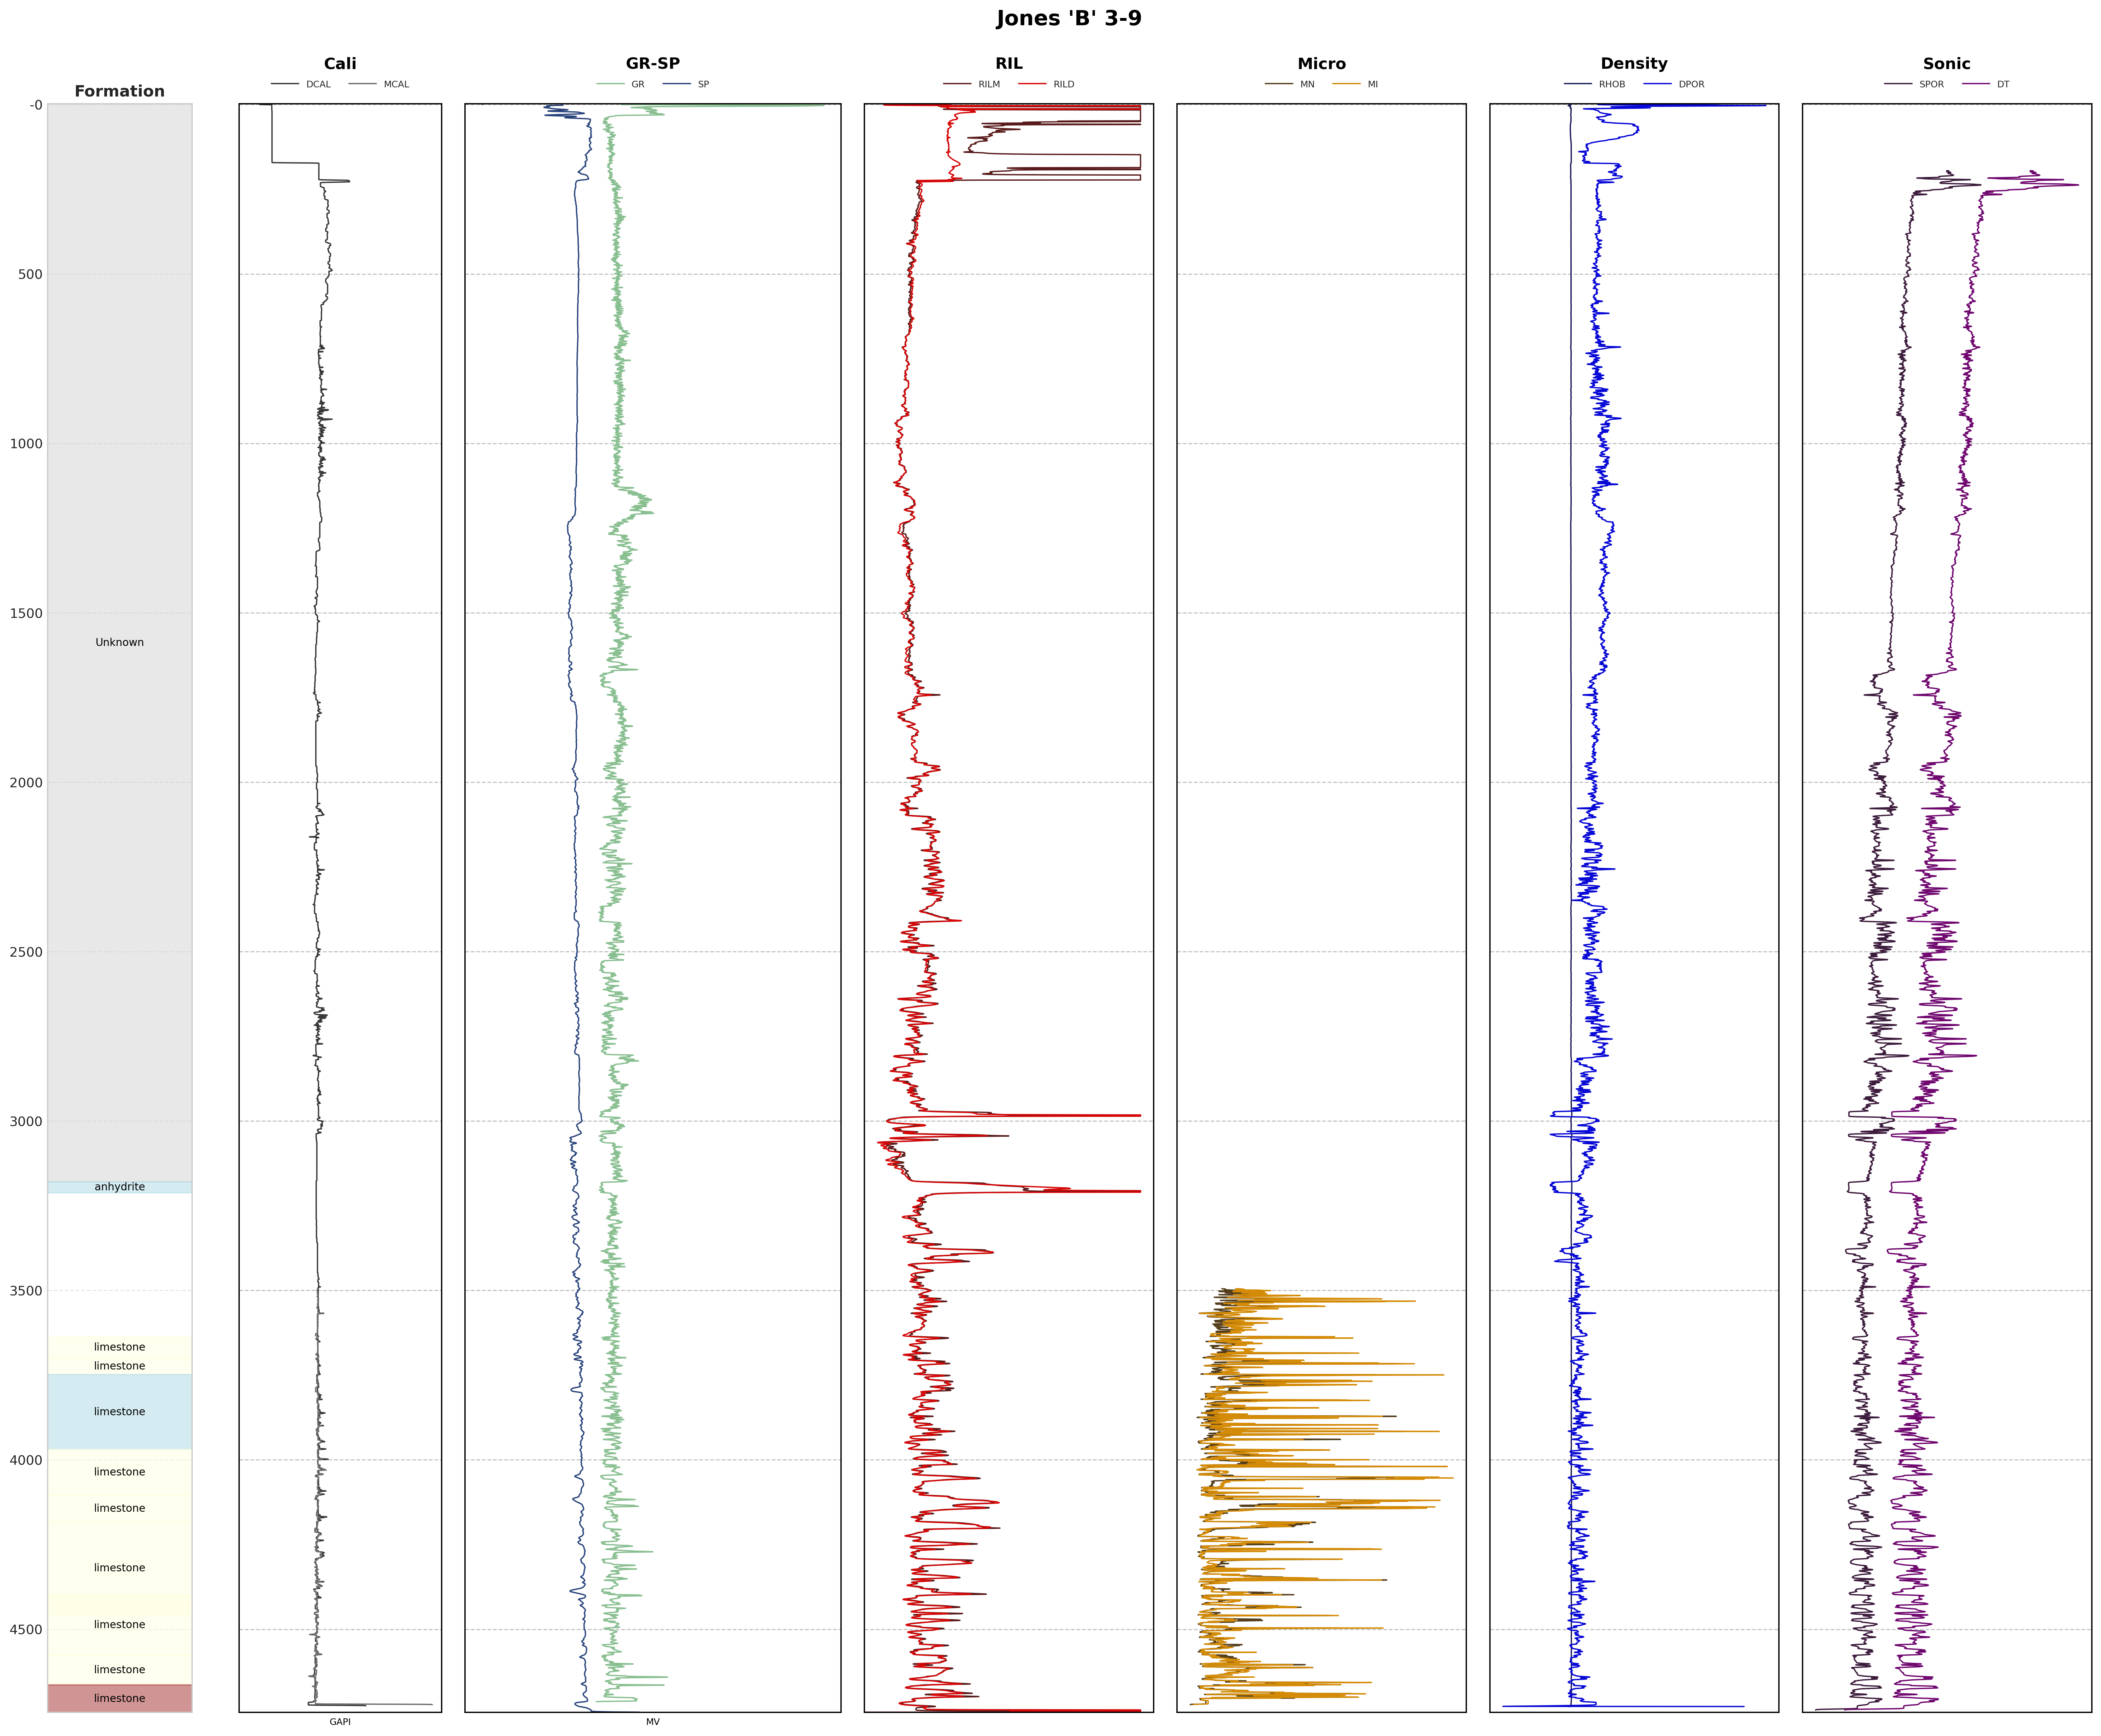 Jones 'B' 3-9
Formation
Cali
DCAL MCAL
GR-SP
GR SP
RIL
RILM RILD
Micro
MN MI
Density
RHOB DPOR
Sonic
SPOR DT
-0
500
1000
1500
Unknown
2000
2500
3000
anhydrite
3500
limestone
limestone
limestone
4000
limestone
limestone
limestone
limestone
4500
limestone
limestone
GAPI
MV